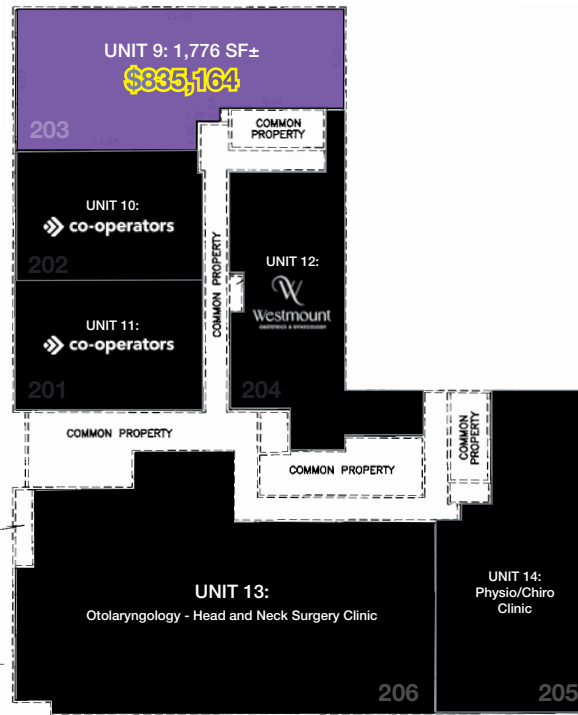 UNIT 9: 1,776 SF±
$835,164
203
COMMON
PROPERTY
UNIT 10:
co-operators
202
UNIT 11:
co-operators
201
COMMON PROPERTY
UNIT 12:
W
Westmount
OBSTETRICS & GYNECOLOGY
204
COMMON PROPERTY
COMMON PROPERTY
COMMON
PROPERTY
UNIT 13:
Otolaryngology - Head and Neck Surgery Clinic
206
UNIT 14:
Physio/Chiro
Clinic
205